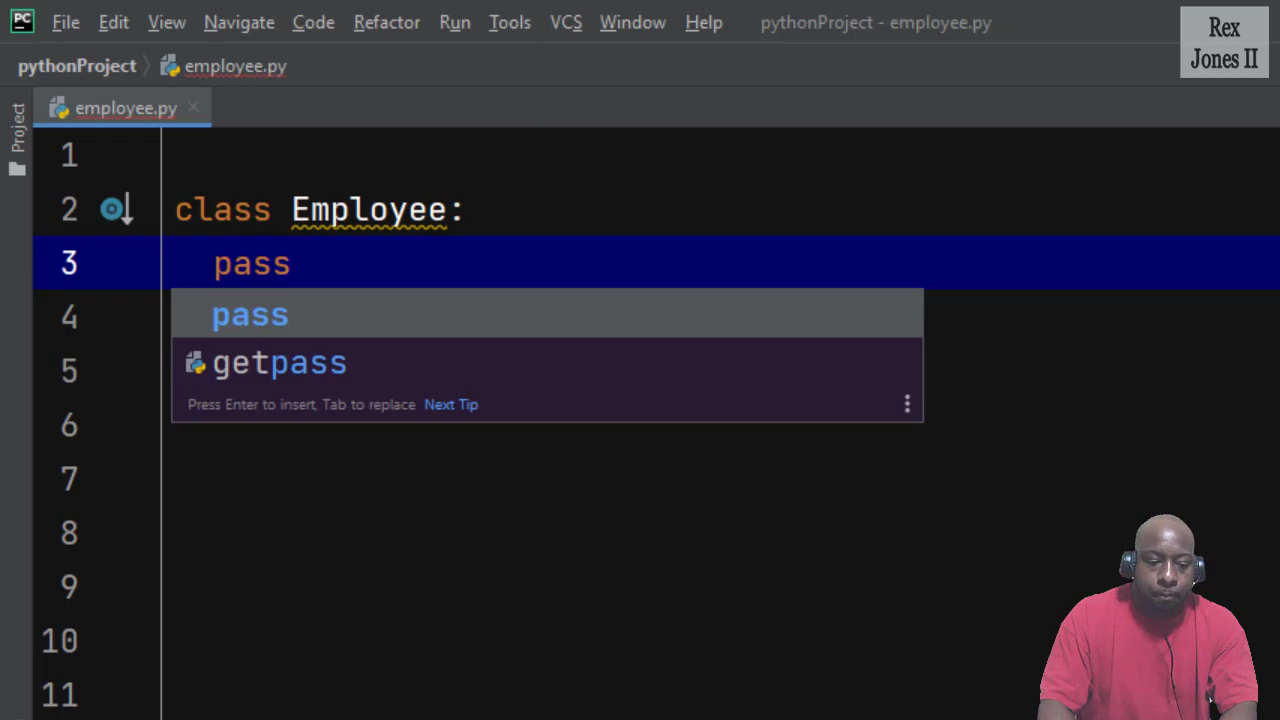 PC File Edit View Navigate Code Refactor Run Tools VCS Window Help pythonProject - employee.py
Rex
Jones II
pythonProject employee.py
Project
employee.py
1
2 class Employee:
3 pass
4 pass
5 getpass
Press Enter to insert, Tab to replace Next Tip
6
7
8
9
10
11